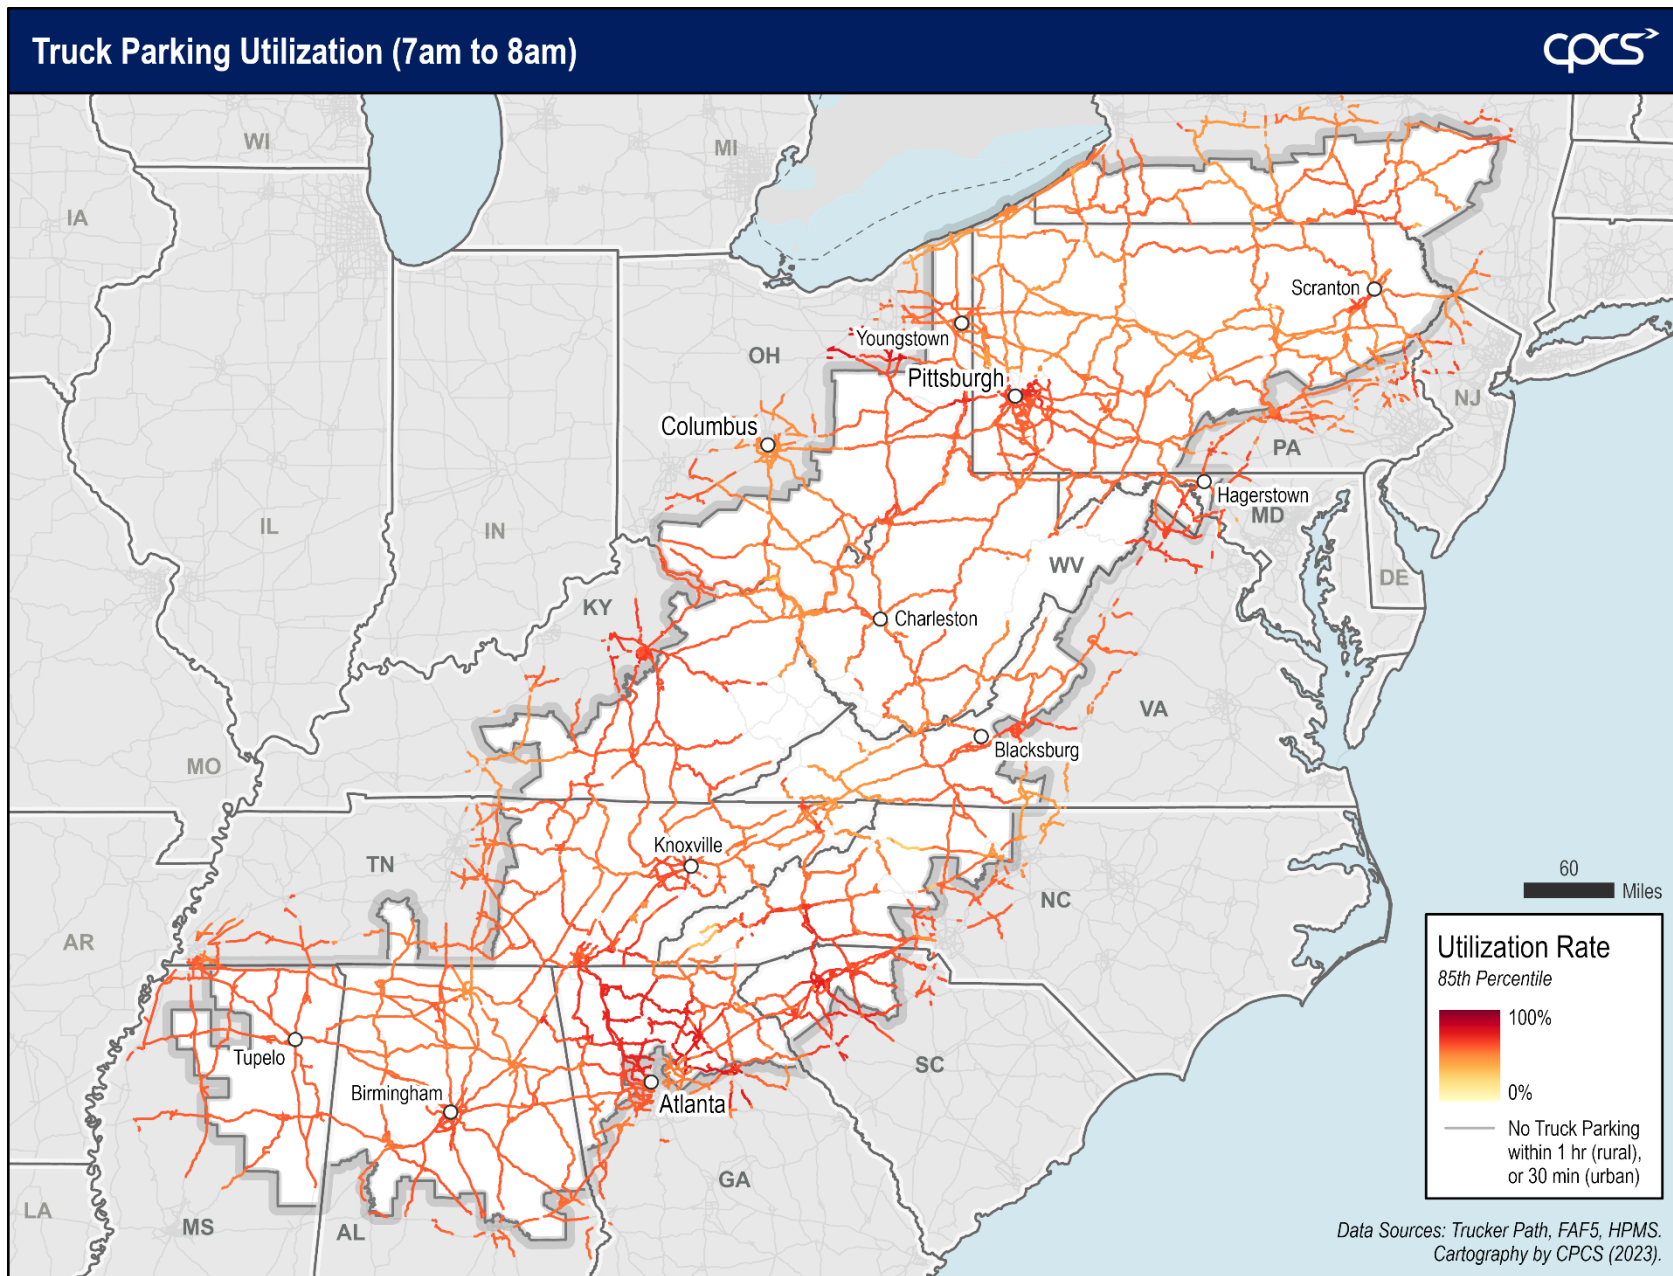 Truck Parking Utilization (7am to 8am)
cpcs
WI
MI
IA
Scranton
Youngstown
OH
Pittsburgh
NJ
Columbus
PA
Hagerstown
MD
IL
IN
WV
DE
KY
Charleston
VA
Blacksburg
MO
Knoxville
TN
60
Miles
NC
AR
Utilization Rate
85th Percentile
100%
0%
No Truck Parking
within 1 hr (rural),
or 30 min (urban)
Tupelo
SC
Birmingham
Atlanta
GA
LA
MS
AL
Data Sources: Trucker Path, FAF5, HPMS.
Cartography by CPCS (2023).